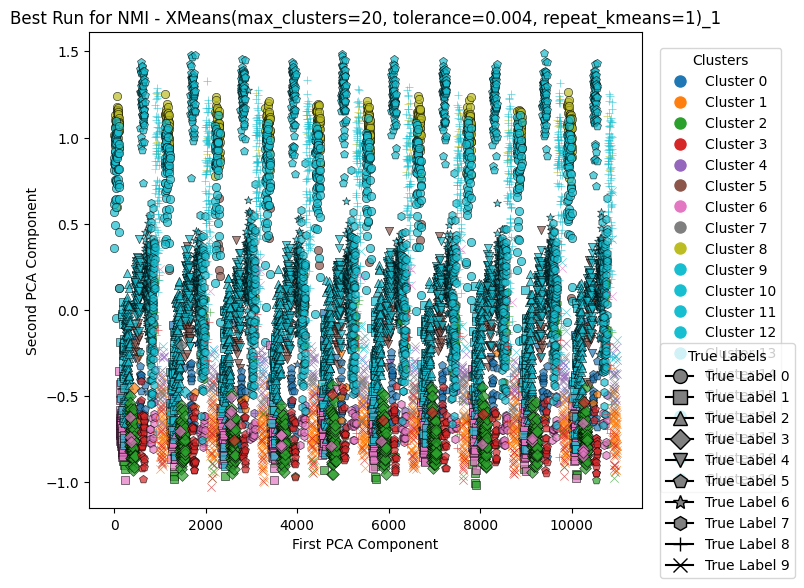 Best Run for NMI - XMeans(max_clusters=20, tolerance=0.004, repeat_kmeans=1)_1
1.5
1.0
0.5
0.0
−0.5
−1.0
Second PCA Component
0
2000
4000
6000
8000
10000
First PCA Component
Clusters
Cluster 0
Cluster 1
Cluster 2
Cluster 3
Cluster 4
Cluster 5
Cluster 6
Cluster 7
Cluster 8
Cluster 9
Cluster 10
Cluster 11
Cluster 12
Cluster 13
True Labels
True Label 0
True Label 1
True Label 2
True Label 3
True Label 4
True Label 5
True Label 6
True Label 7
True Label 8
True Label 9